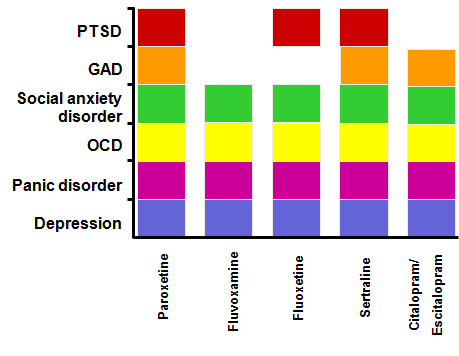 PTSD
GAD
Social anxiety
disorder
OCD
Panic disorder
Depression
Paroxetine
Fluvoxamine
Fluoxetine
Sertraline
Citalopram/
Escitalopram